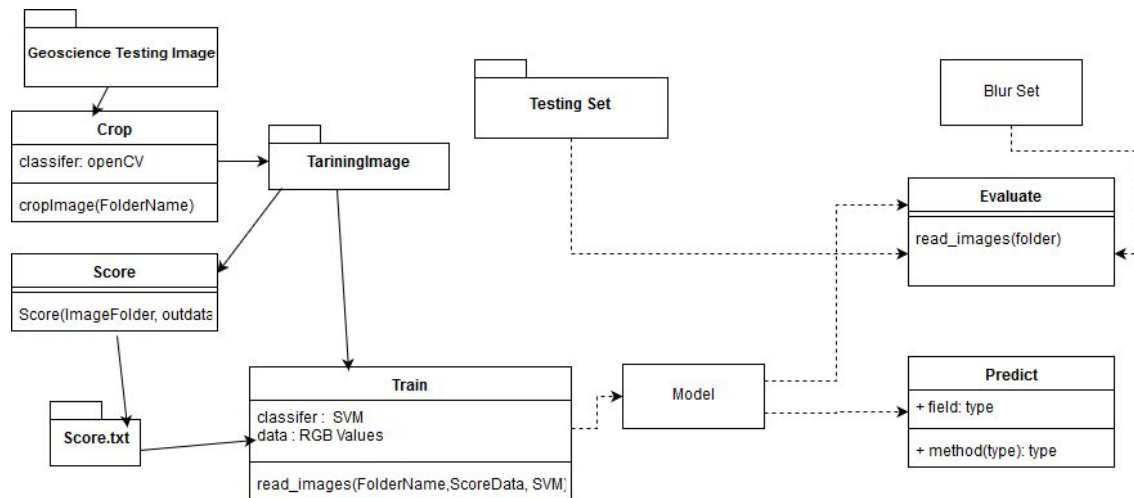 Geoscience Testing Image
Crop
classifer: openCV
cropImage(FolderName)
TariningImage
Testing Set
Blur Set
Evaluate
read_images(folder)
Score
Score(ImageFolder, outdata
Score.txt
Train
classifer : SVM
data : RGB Values
read_images(FolderName,ScoreData, SVM)
Model
Predict
+ field: type
+ method(type): type